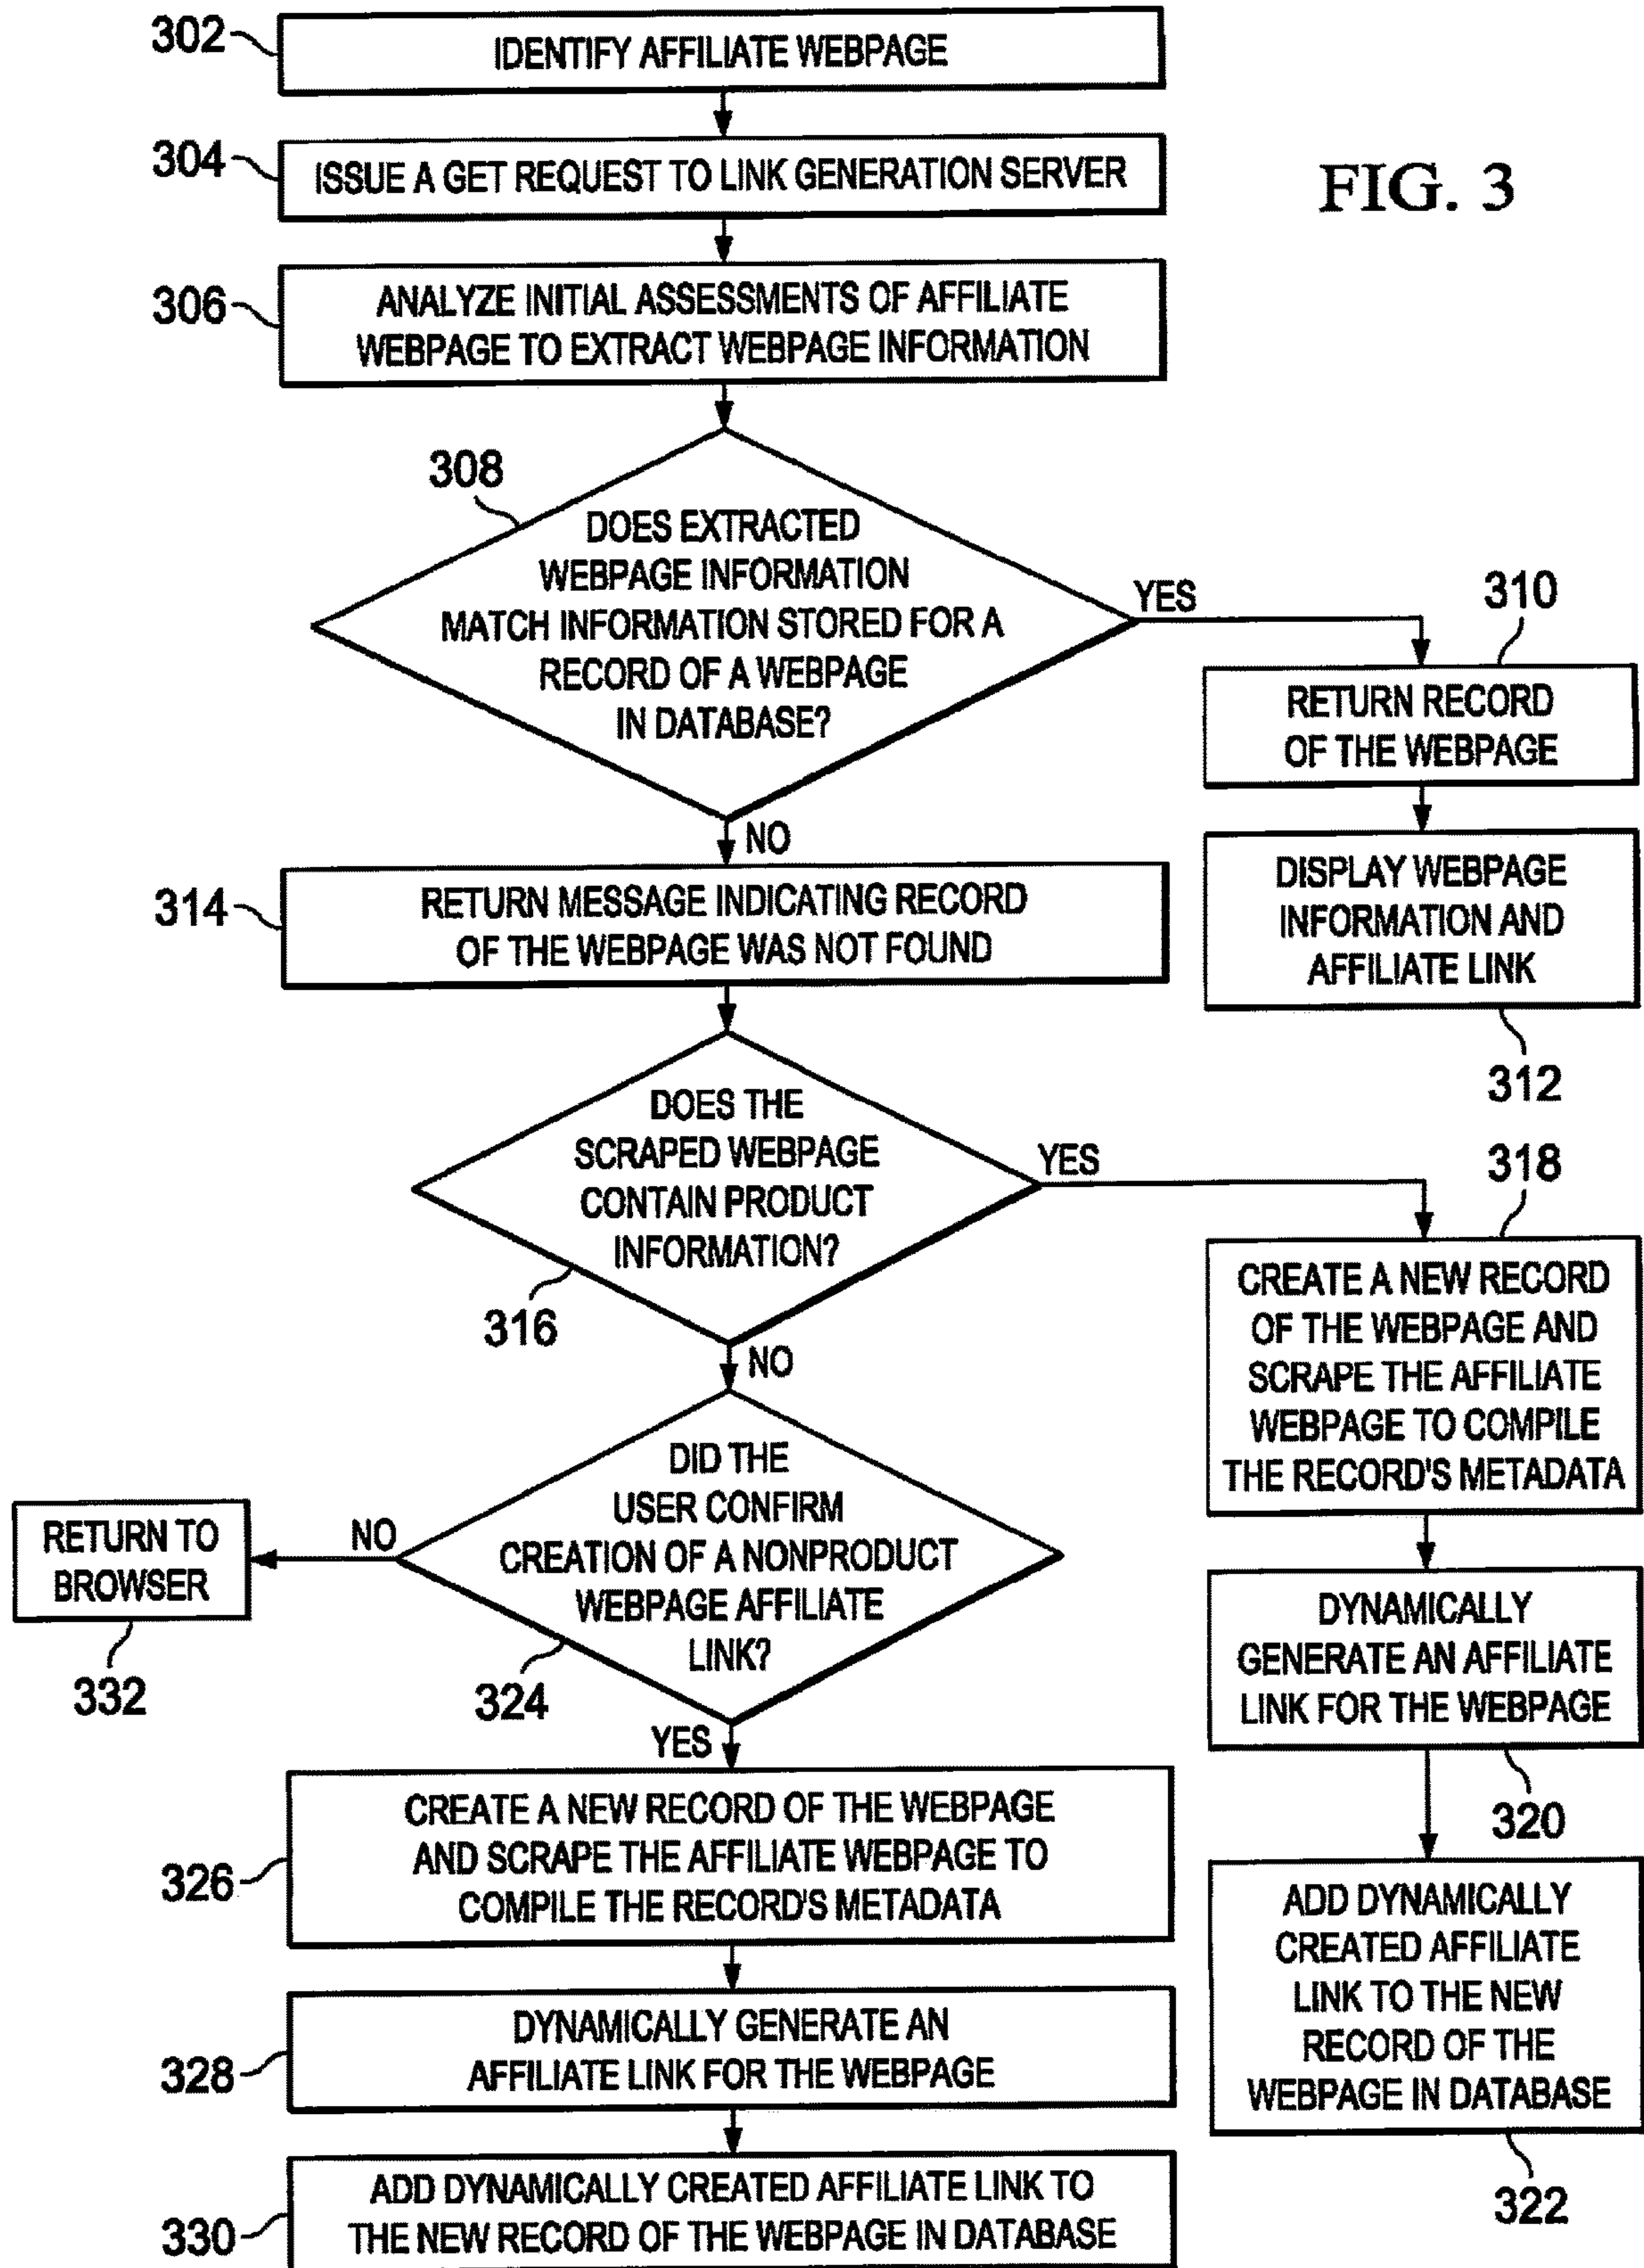 302
IDENTIFY AFFILIATE WEBPAGE
304
ISSUE A GET REQUEST TO LINK GENERATION SERVER
FIG. 3
306
ANALYZE INITIAL ASSESSMENTS OF AFFILIATE
WEBPAGE TO EXTRACT WEBPAGE INFORMATION
308
DOES EXTRACTED
WEBPAGE INFORMATION
MATCH INFORMATION STORED FOR A
RECORD OF A WEBPAGE
IN DATABASE?
YES
310
RETURN RECORD
OF THE WEBPAGE
DISPLAY WEBPAGE
INFORMATION AND
AFFILIATE LINK
312
NO
314
RETURN MESSAGE INDICATING RECORD
OF THE WEBPAGE WAS NOT FOUND
DOES THE
SCRAPED WEBPAGE
CONTAIN PRODUCT
INFORMATION?
316
YES
318
CREATE A NEW RECORD
OF THE WEBPAGE AND
SCRAPE THE AFFILIATE
WEBPAGE TO COMPILE
THE RECORD'S METADATA
DYNAMICALLY
GENERATE AN AFFILIATE
LINK FOR THE WEBPAGE
320
ADD DYNAMICALLY
CREATED AFFILIATE
LINK TO THE NEW
RECORD OF THE
WEBPAGE IN DATABASE
322
NO
DID THE
USER CONFIRM
CREATION OF A NONPRODUCT
WEBPAGE AFFILIATE
LINK?
324
NO
RETURN TO
BROWSER
332
YES
326
CREATE A NEW RECORD OF THE WEBPAGE
AND SCRAPE THE AFFILIATE WEBPAGE TO
COMPILE THE RECORD'S METADATA
328
DYNAMICALLY GENERATE AN
AFFILIATE LINK FOR THE WEBPAGE
330
ADD DYNAMICALLY CREATED AFFILIATE LINK TO
THE NEW RECORD OF THE WEBPAGE IN DATABASE